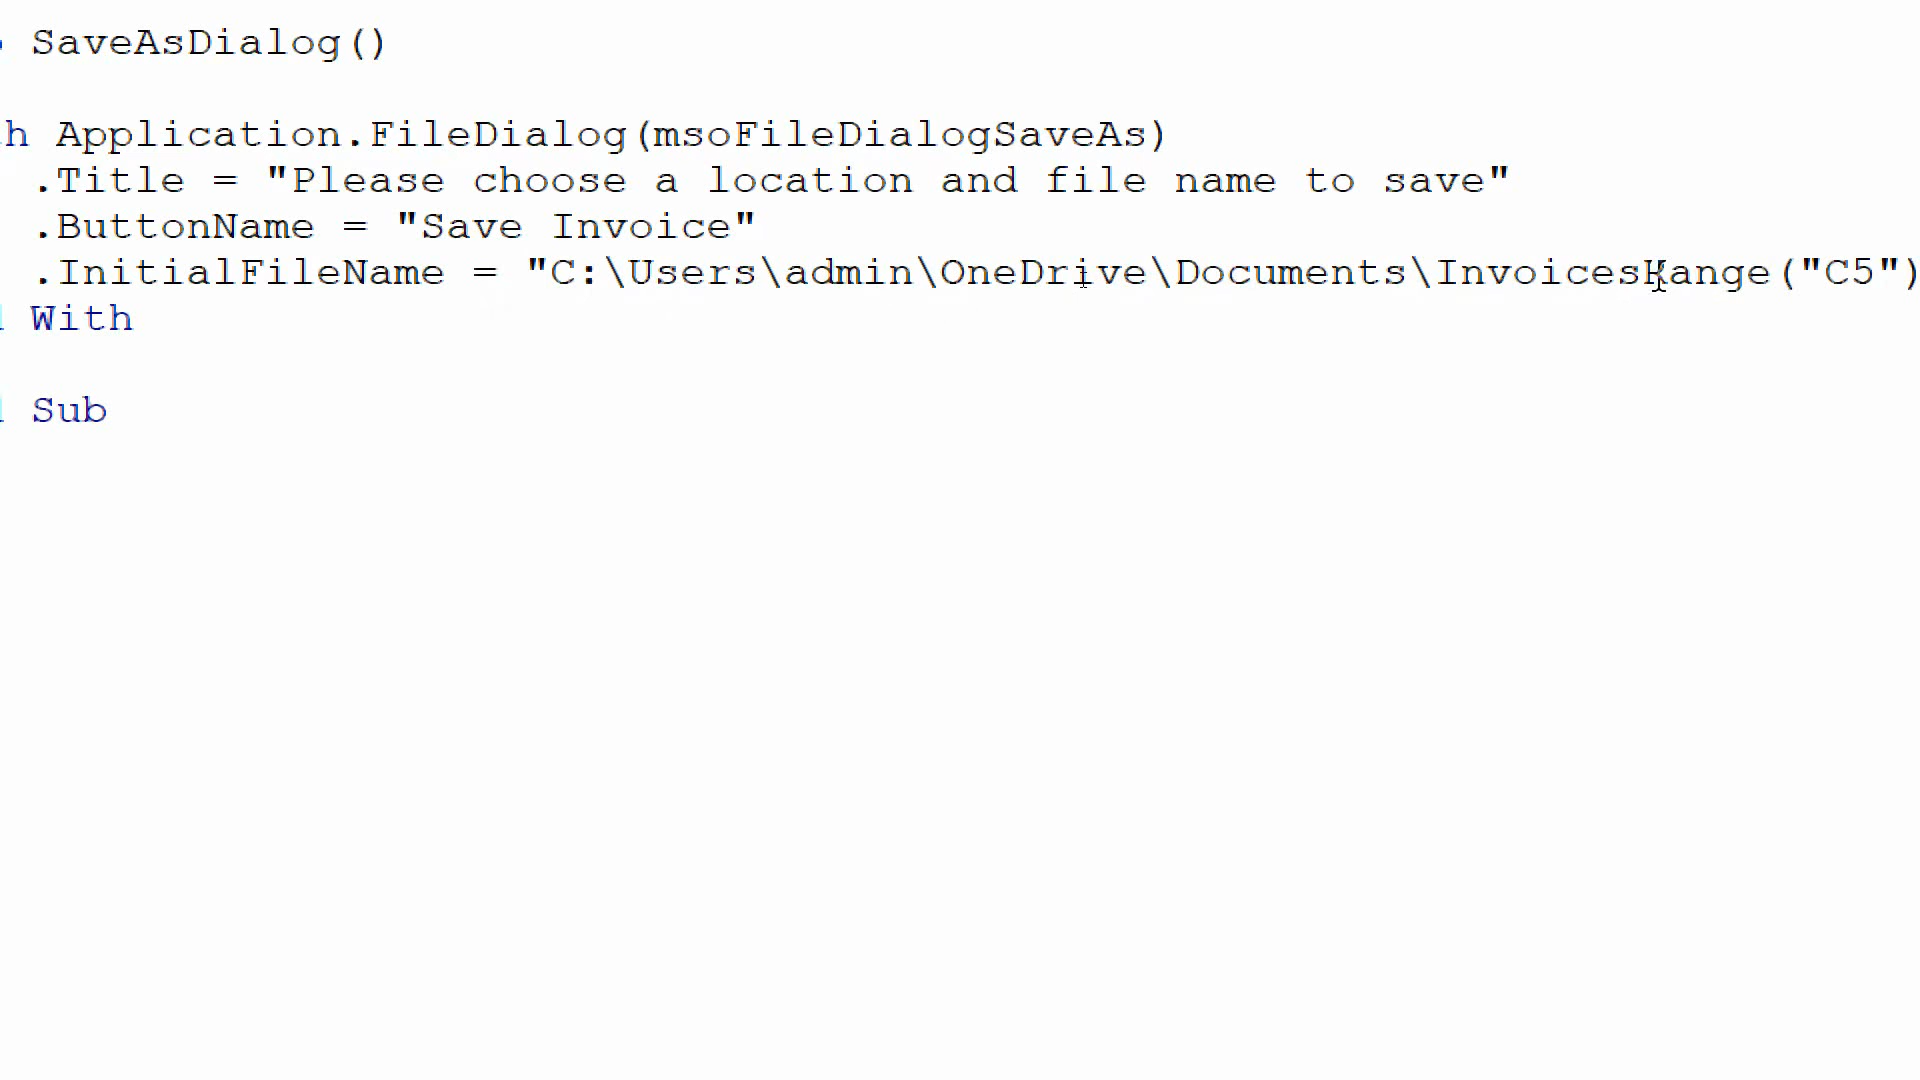 SaveAsDialog()
h Application.FileDialog(msoFileDialogSaveAs)
.Title = "Please choose a location and file name to save"
.ButtonName = "Save Invoice"
.InitialFileName = "C:\Users\admin\OneDrive\Documents\InvoicesRange("C5")
With
Sub